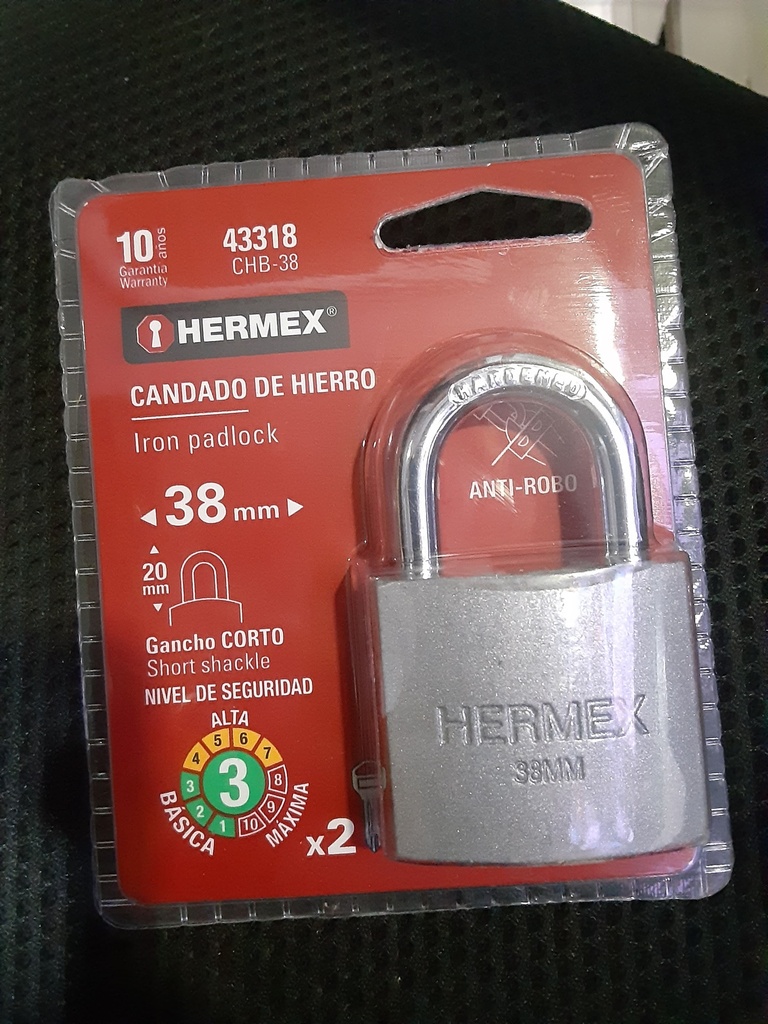 10 años
Garantía
Warranty
43318
CHB-38
HERMEX®
CANDADO DE HIERRO
Iron padlock
38 mm
20
mm
Gancho CORTO
Short shackle
NIVEL DE SEGURIDAD
ALTA
BÁSICA
MÁXIMA
1
2
3
4
5
6
7
8
9
10
3
x2
HARDENED
ANTI-ROBO
HERMEX
38MM